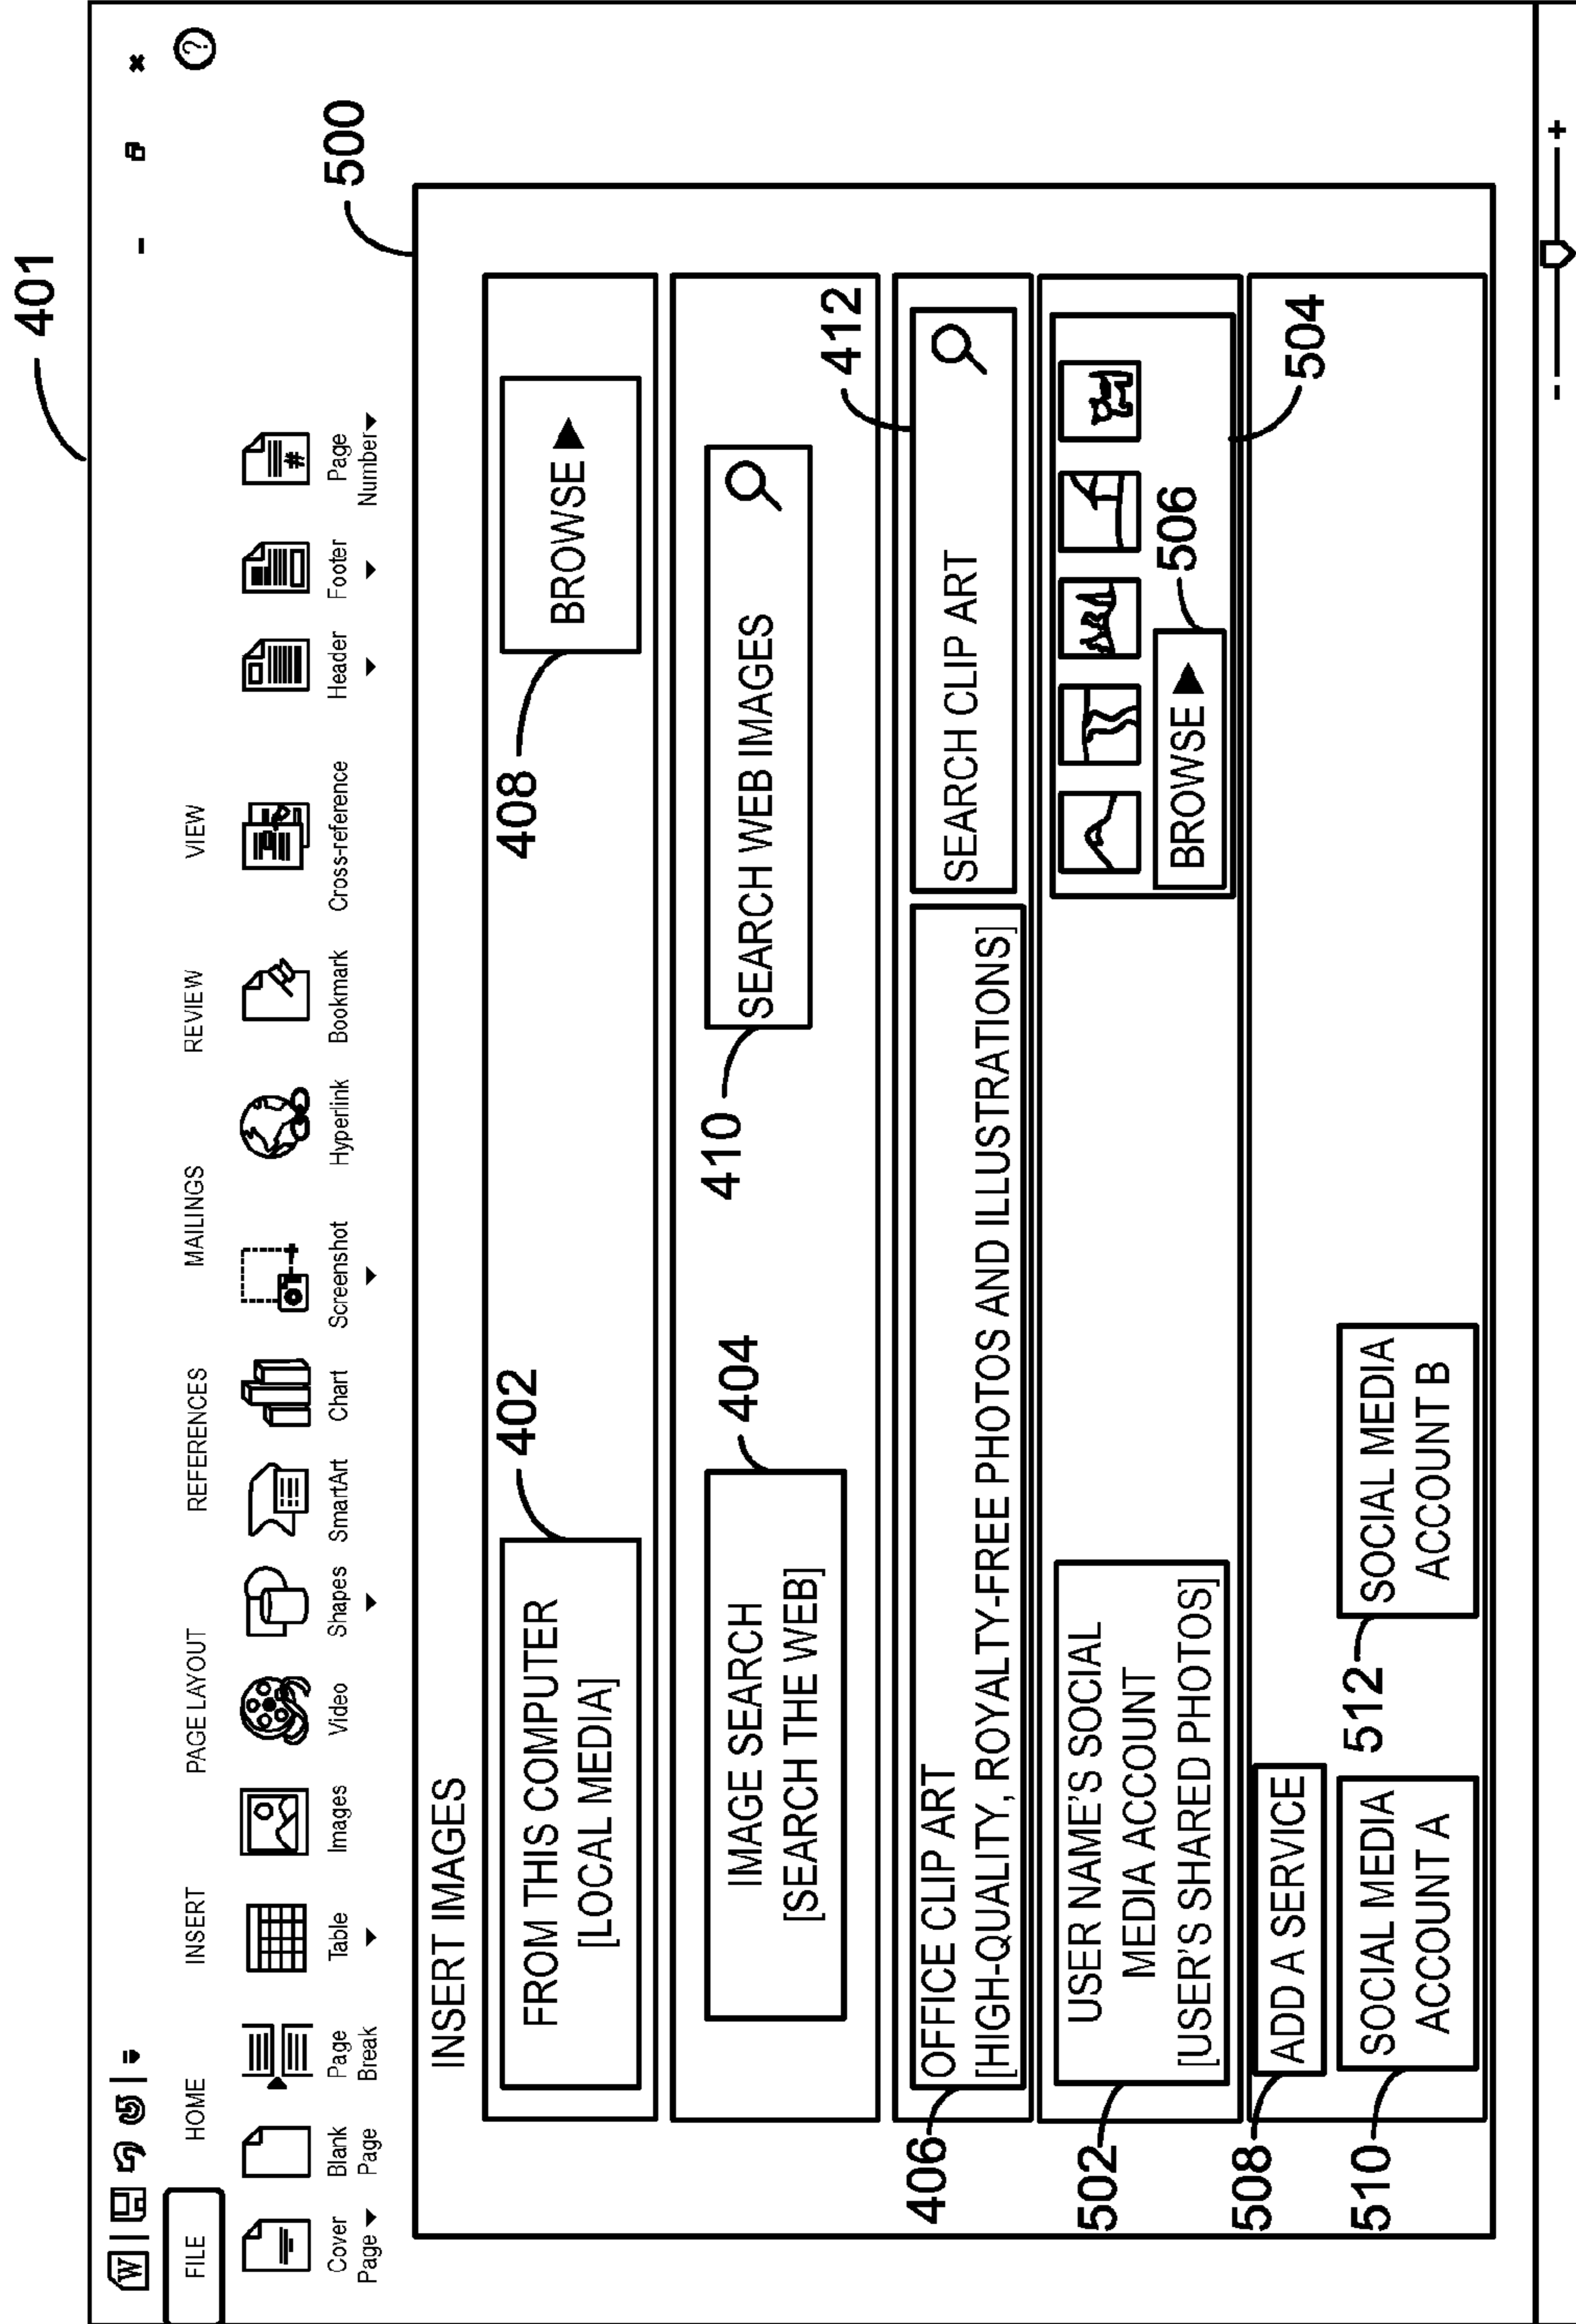 401
W
?
FILE HOME INSERT PAGE LAYOUT REFERENCES MAILINGS REVIEW VIEW
#
Cover
Page
Blank
Page
Page
Break
Table
Images
Video
Shapes
SmartArt
Chart
Screenshot
Hyperlink
Bookmark
Cross-reference
Header
Footer
Page
Number
500
INSERT IMAGES
402
FROM THIS COMPUTER
[LOCAL MEDIA]
408
BROWSE
404
IMAGE SEARCH
[SEARCH THE WEB]
410
SEARCH WEB IMAGES
412
406
OFFICE CLIP ART
[HIGH-QUALITY, ROYALTY-FREE PHOTOS AND ILLUSTRATIONS]
SEARCH CLIP ART
502
USER NAME'S SOCIAL
MEDIA ACCOUNT
[USER'S SHARED PHOTOS]
BROWSE
506
504
508
ADD A SERVICE
510
SOCIAL MEDIA
ACCOUNT A
512
SOCIAL MEDIA
ACCOUNT B
- +